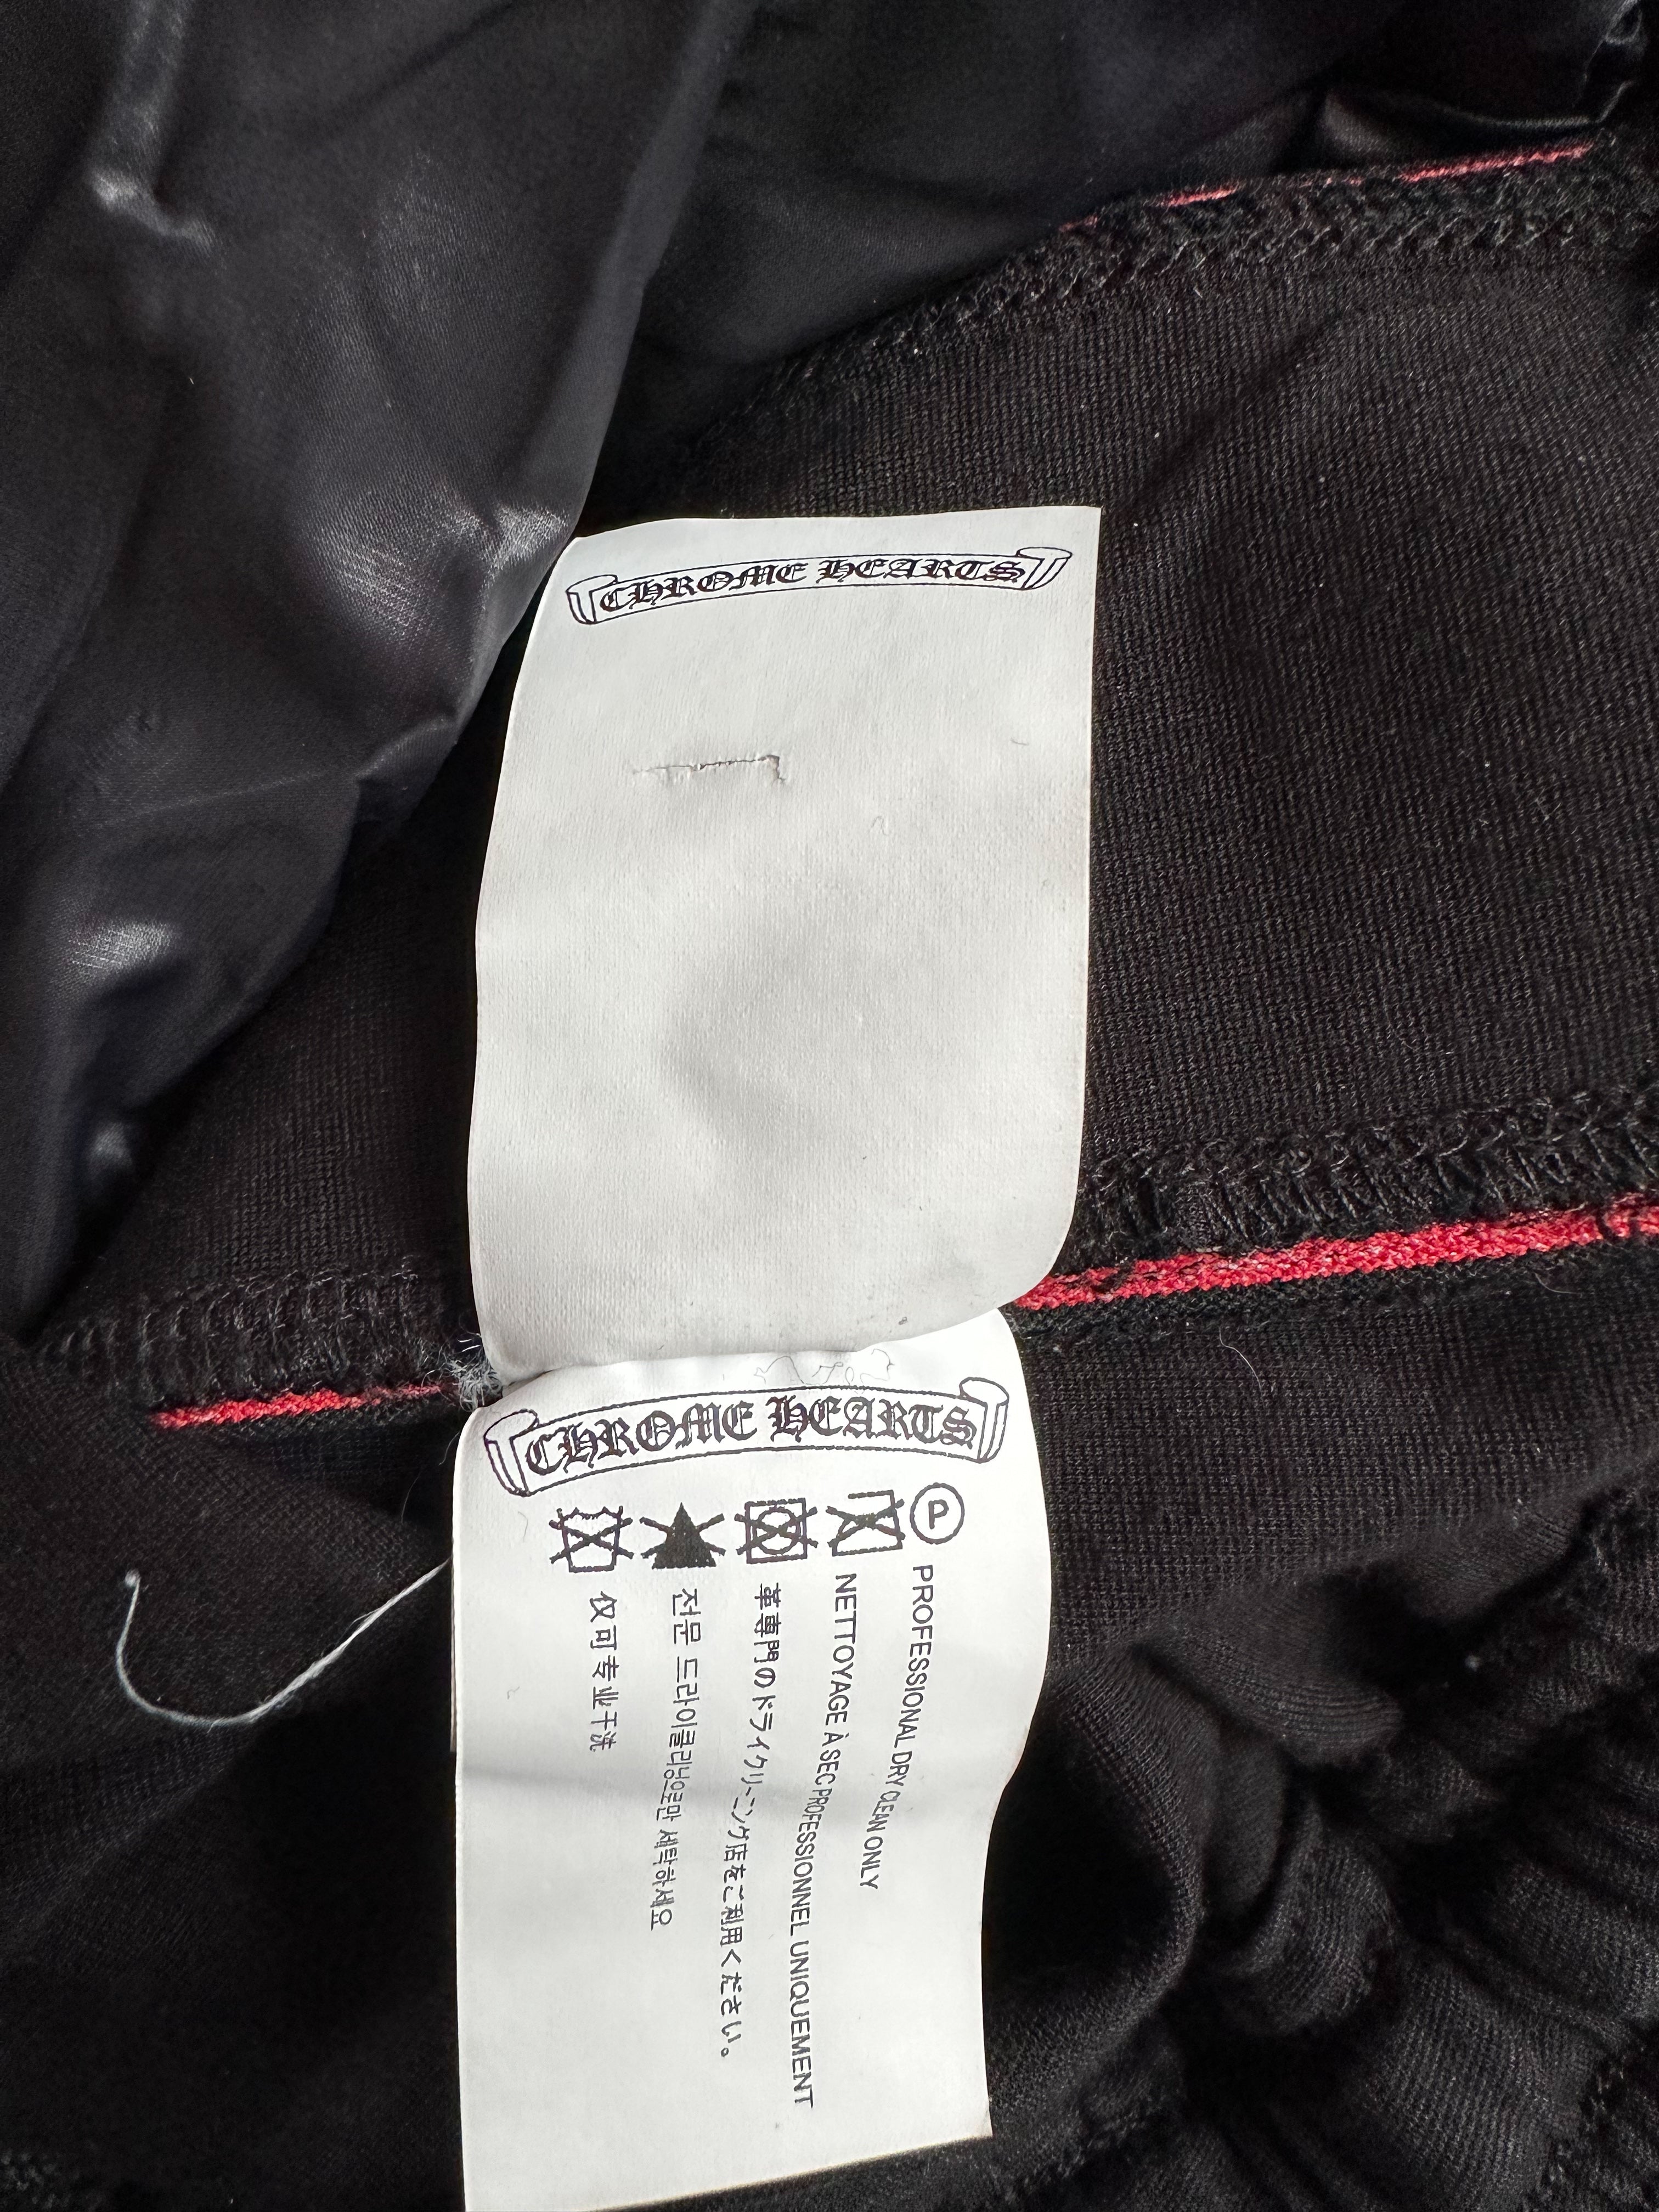 CHROME HEARTS
CHROME HEARTS
P
PROFESSIONAL DRY CLEAN ONLY
NETTOYAGE À SEC PROFESSIONNEL UNIQUEMENT
革専門のドライクリーニング店をご利用ください。
전문 드라이클리닝으로만 세탁하세요
仅可专业干洗